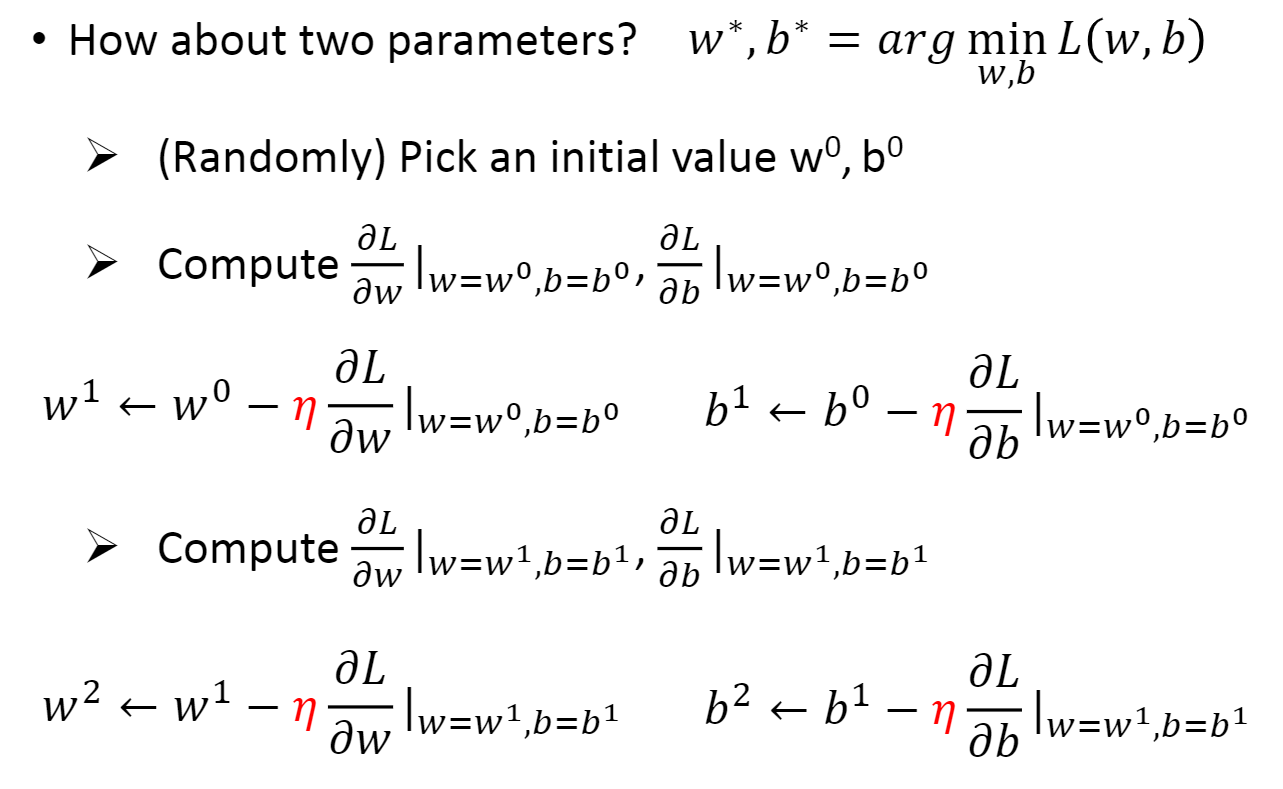 • How about two parameters? w*, b* = arg min_{w,b} L(w, b)
➢ (Randomly) Pick an initial value w⁰, b⁰
➢ Compute ∂L/∂w |_{w=w⁰,b=b⁰}, ∂L/∂b |_{w=w⁰,b=b⁰}
w¹ ← w⁰ − η ∂L/∂w |_{w=w⁰,b=b⁰} b¹ ← b⁰ − η ∂L/∂b |_{w=w⁰,b=b⁰}
➢ Compute ∂L/∂w |_{w=w¹,b=b¹}, ∂L/∂b |_{w=w¹,b=b¹}
w² ← w¹ − η ∂L/∂w |_{w=w¹,b=b¹} b² ← b¹ − η ∂L/∂b |_{w=w¹,b=b¹}